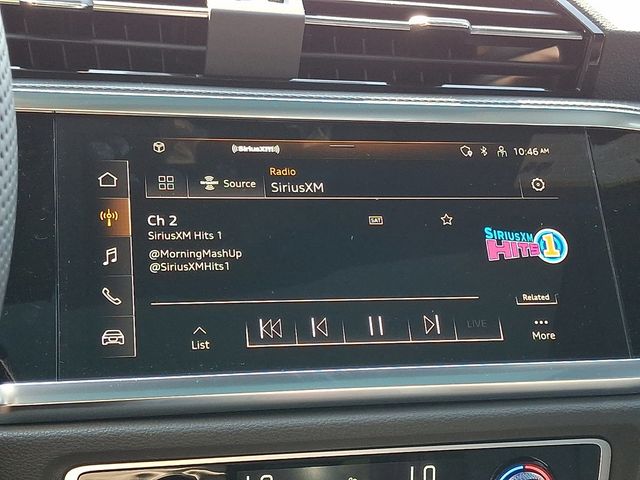 SiriusXM
10:46 AM
Radio
Source
SiriusXM
Ch 2
SAT
SiriusXM Hits 1
@MorningMashUp
@SiriusXMHits1
SIRIUSXM
HITS 1
Related
LIVE
List
More